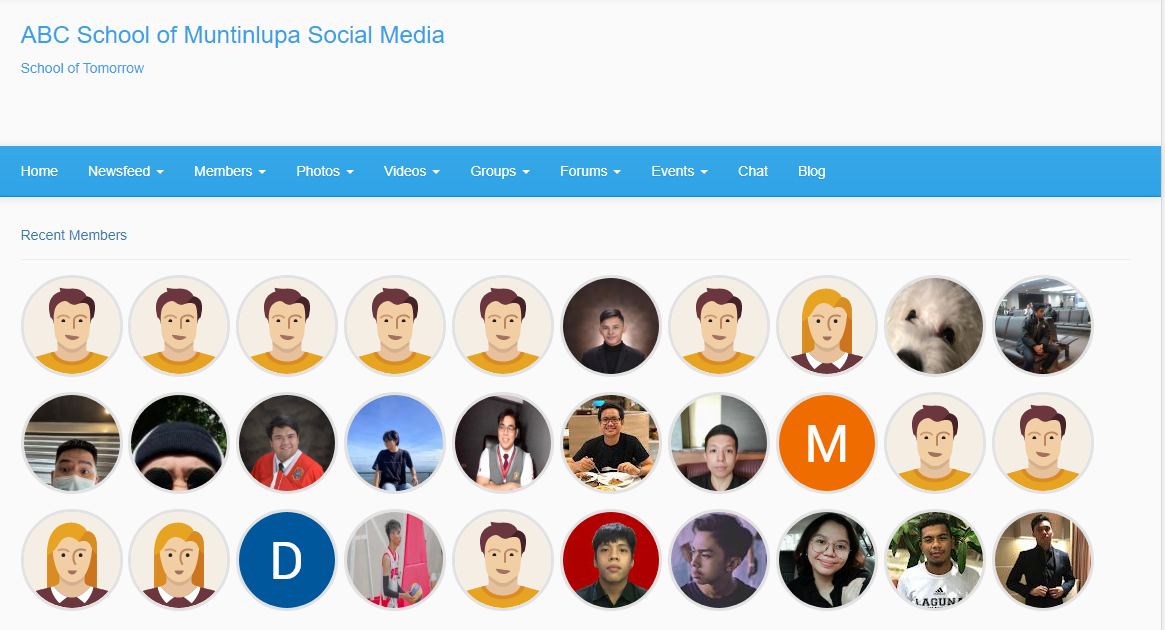 ABC School of Muntinlupa Social Media
School of Tomorrow
Home Newsfeed Members Photos Videos Groups Forums Events Chat Blog
Recent Members
M
D
LAGUNA